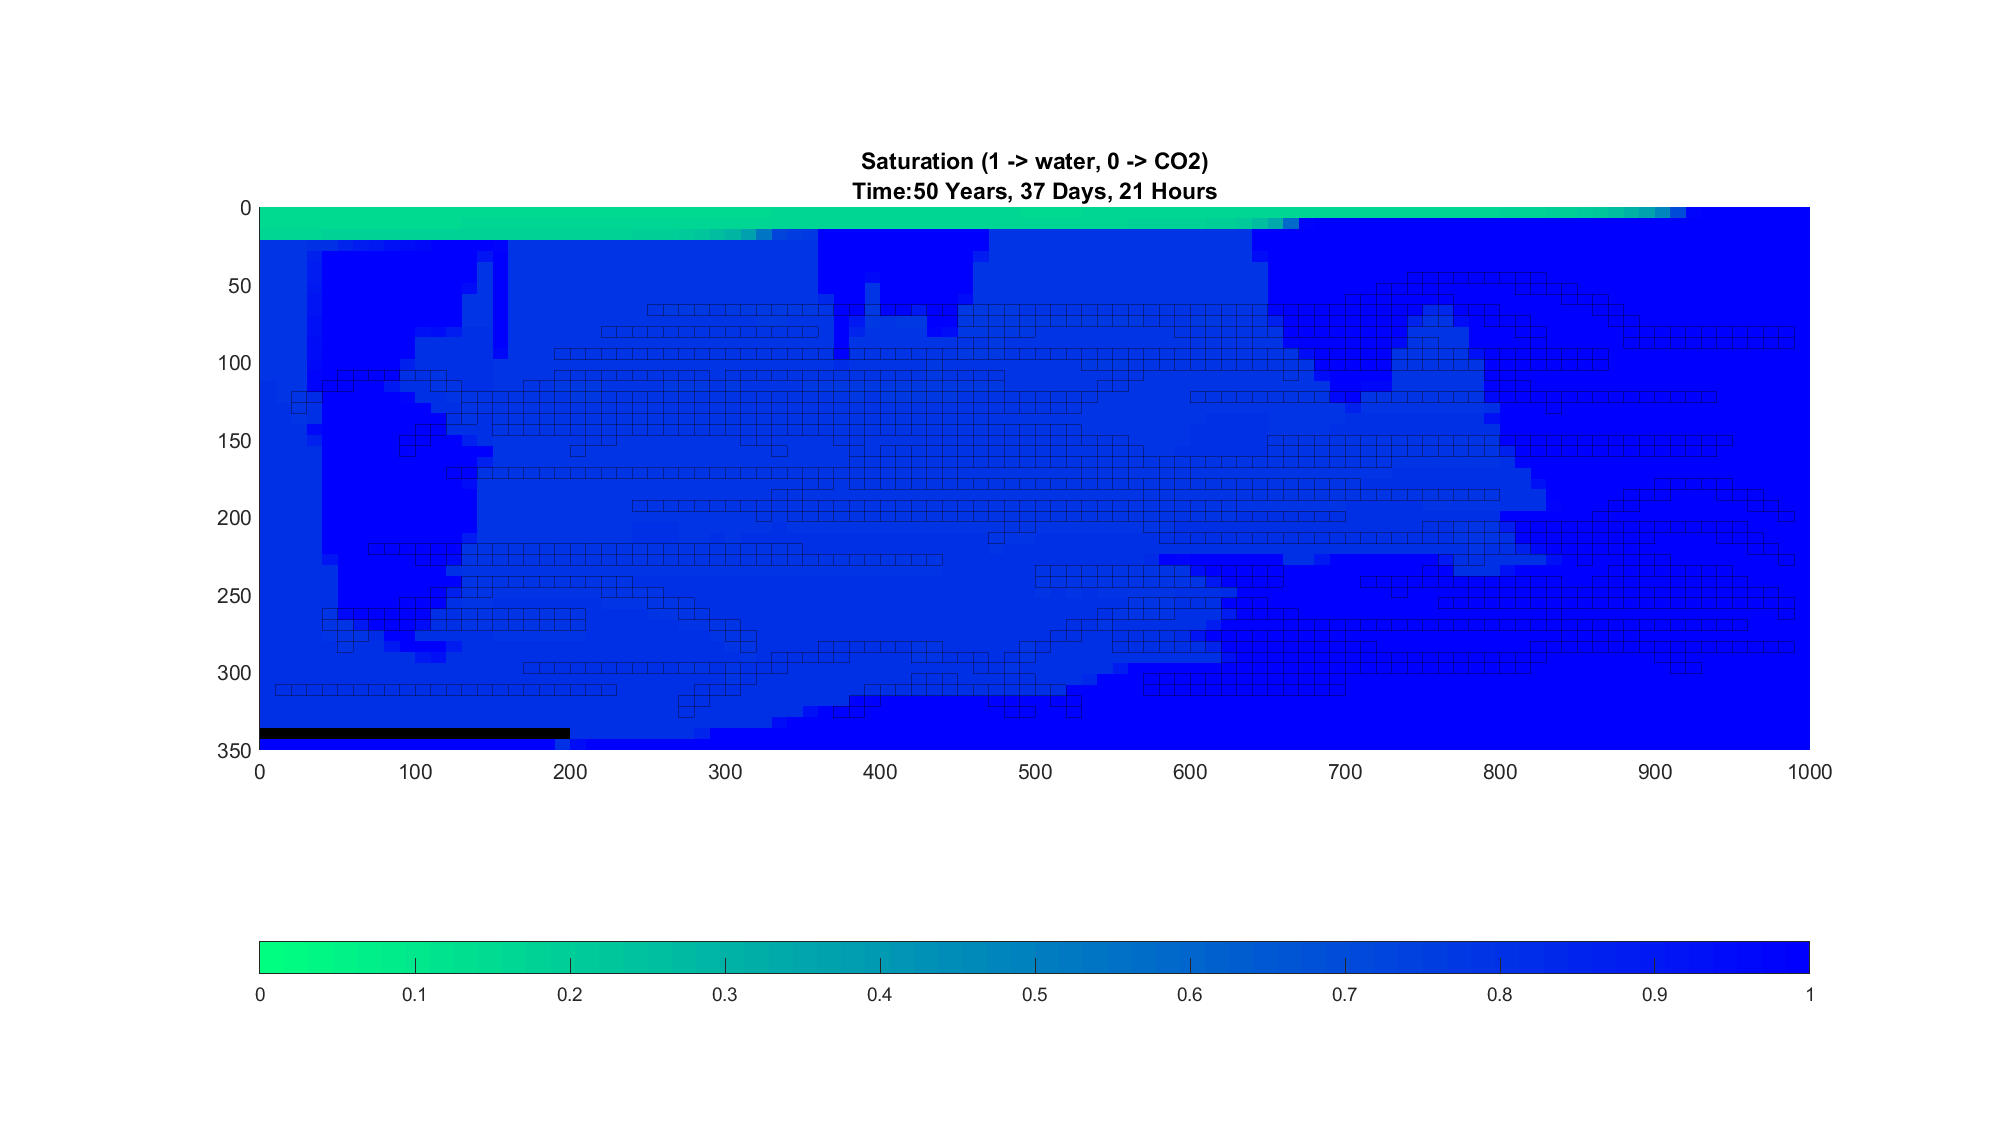 Saturation (1 -> water, 0 -> CO2)
Time:50 Years, 37 Days, 21 Hours
0
50
100
150
200
250
300
350
0 100 200 300 400 500 600 700 800 900 1000
0 0.1 0.2 0.3 0.4 0.5 0.6 0.7 0.8 0.9 1